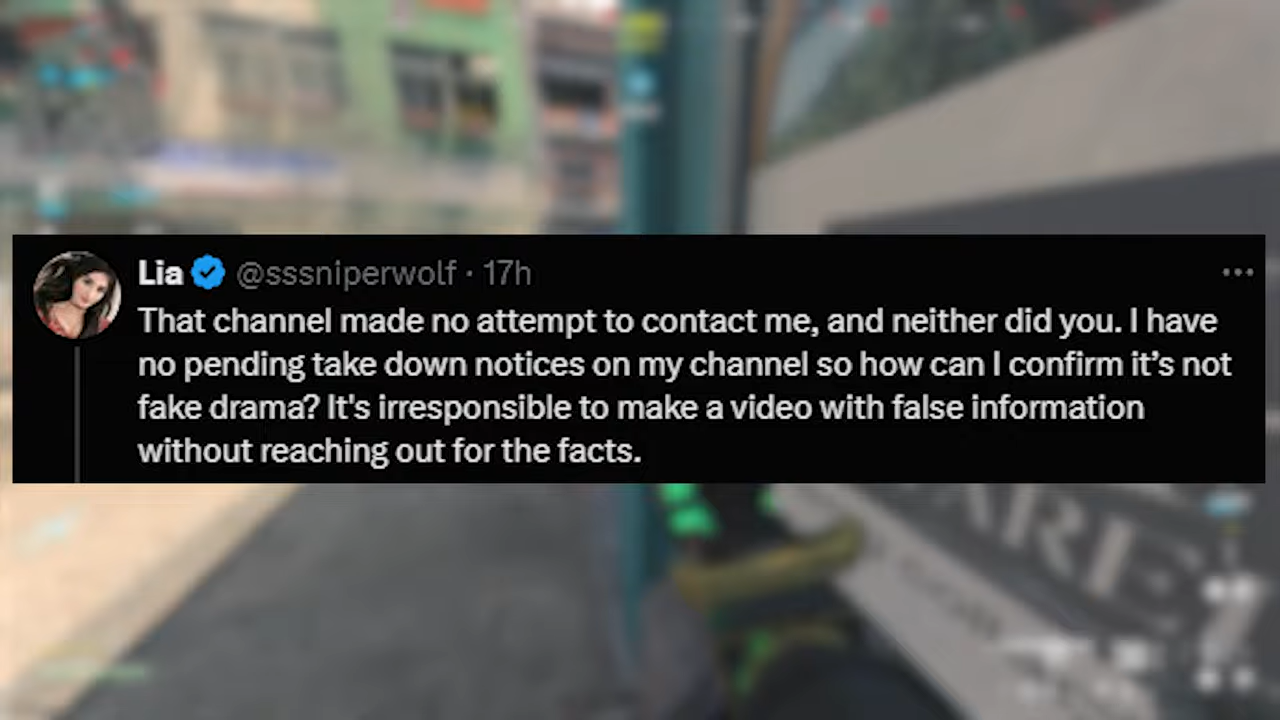 Lia @sssniperwolf · 17h
That channel made no attempt to contact me, and neither did you. I have
no pending take down notices on my channel so how can I confirm it’s not
fake drama? It's irresponsible to make a video with false information
without reaching out for the facts.